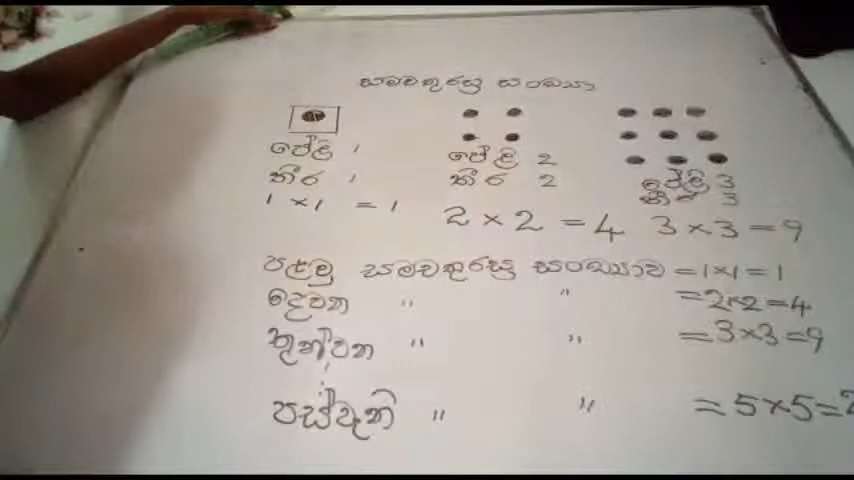 සමචතුරස්‍ර සංඛ්‍යා
පේළි 1 පේළි 2 පේළි 3
තීර 1 තීර 2 තීර 3
1 × 1 = 1 2 × 2 = 4 3 × 3 = 9
පළමු සමචතුරස්‍ර සංඛ්‍යාව = 1×1 = 1
දෙවන " " = 2×2 = 4
තුන්වන " " = 3×3 = 9
පස්වැනි " " = 5×5 = 2